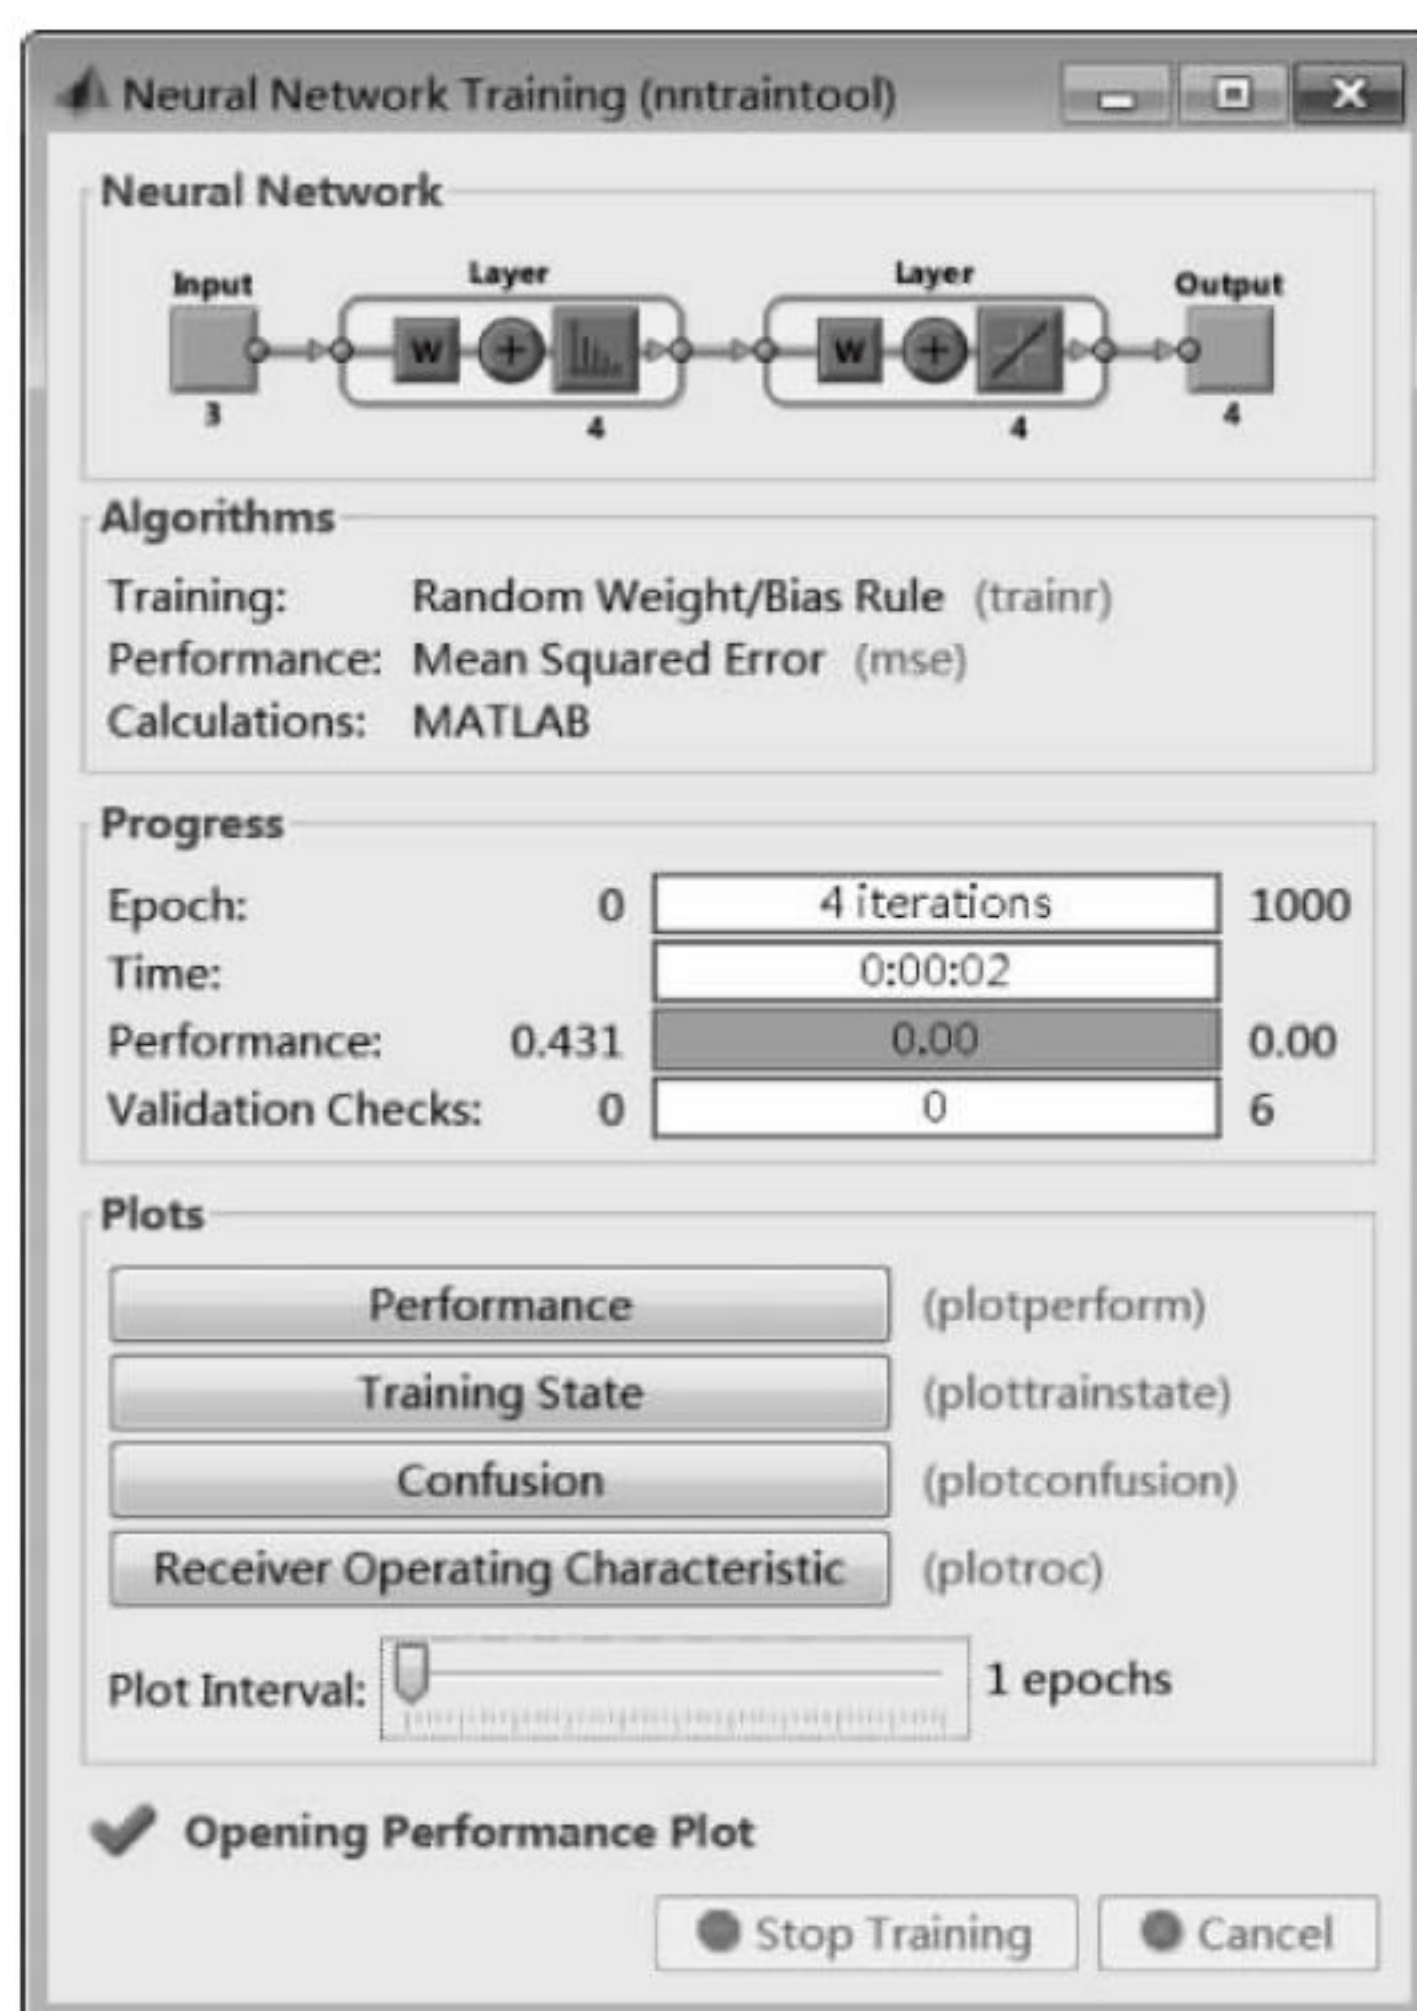 Neural Network Training (nntraintool)
Neural Network
Input Layer Layer Output
W + W +
3 4 4 4
Algorithms
Training: Random Weight/Bias Rule (trainr)
Performance: Mean Squared Error (mse)
Calculations: MATLAB
Progress
Epoch: 0 4 iterations 1000
Time: 0:00:02
Performance: 0.431 0.00 0.00
Validation Checks: 0 0 6
Plots
Performance (plotperform)
Training State (plottrainstate)
Confusion (plotconfusion)
Receiver Operating Characteristic (plotroc)
Plot Interval: 1 epochs
Opening Performance Plot
Stop Training Cancel